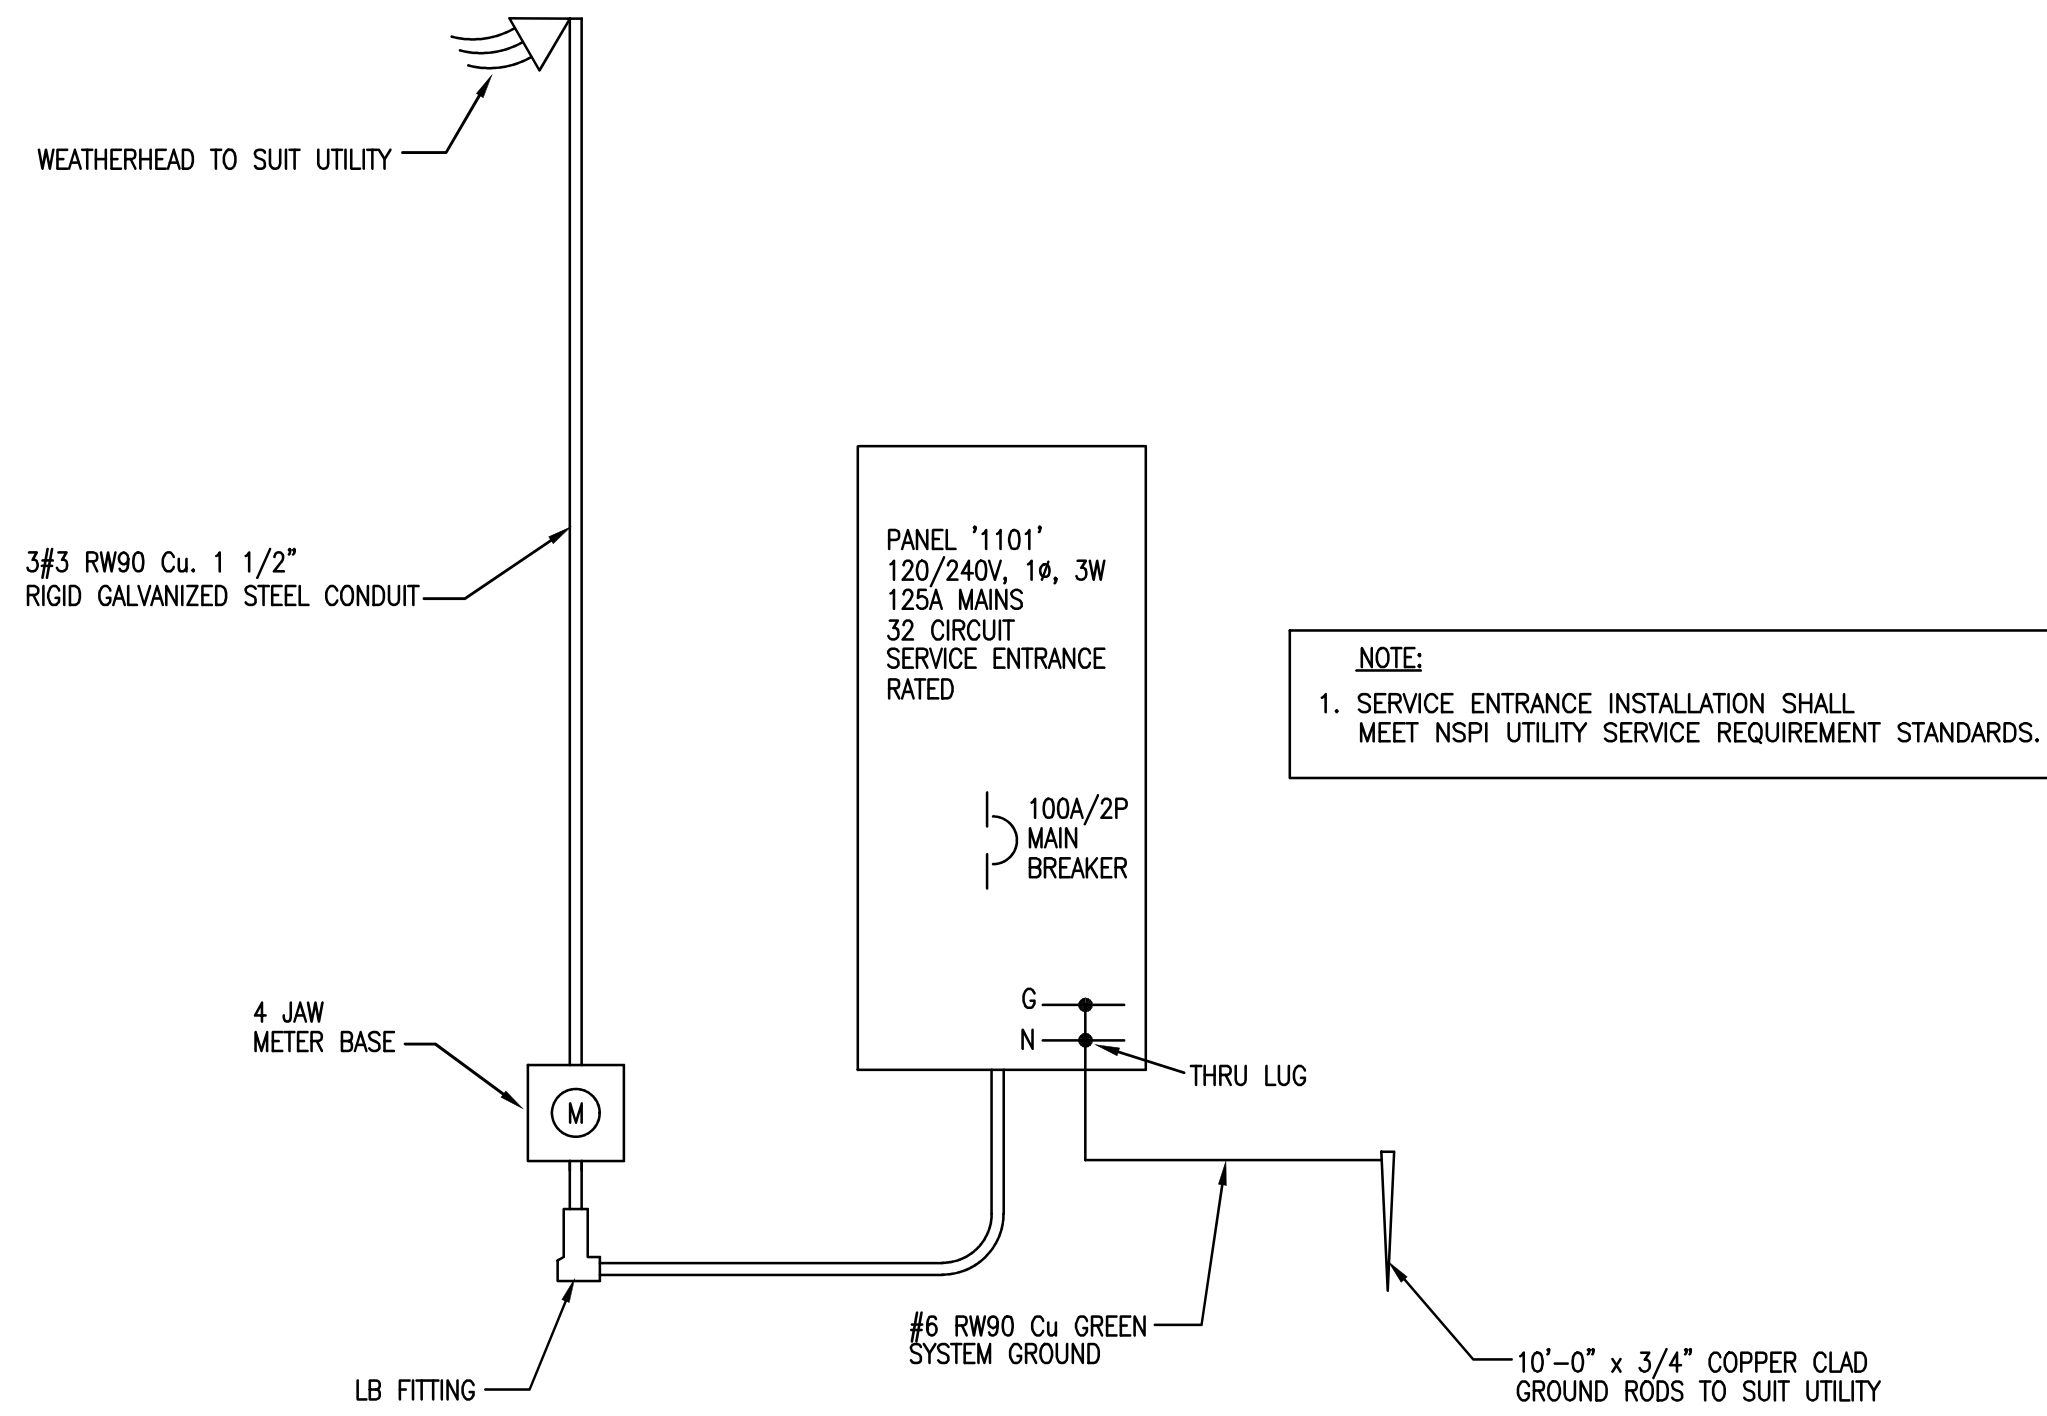 WEATHERHEAD TO SUIT UTILITY
3#3 RW90 Cu. 1 1/2"
RIGID GALVANIZED STEEL CONDUIT
PANEL '1101'
120/240V, 1ø, 3W
125A MAINS
32 CIRCUIT
SERVICE ENTRANCE
RATED
NOTE:
1. SERVICE ENTRANCE INSTALLATION SHALL
MEET NSPI UTILITY SERVICE REQUIREMENT STANDARDS.
100A/2P
MAIN
BREAKER
4 JAW
METER BASE
G
N
THRU LUG
M
#6 RW90 Cu GREEN
SYSTEM GROUND
LB FITTING
10'-0" x 3/4" COPPER CLAD
GROUND RODS TO SUIT UTILITY